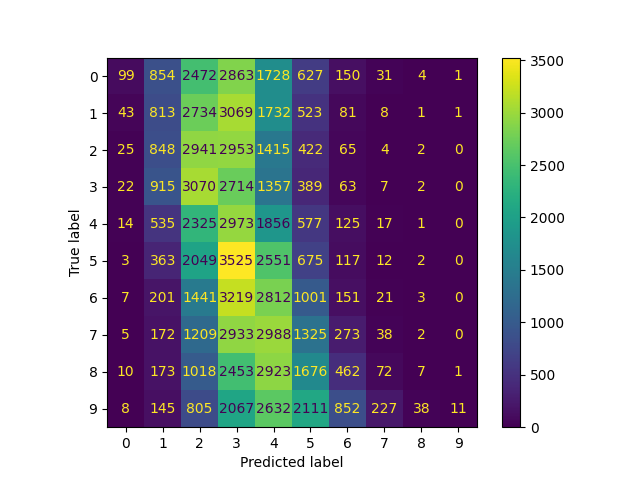 0 99 854 2472 2863 1728 627 150 31 4 1
1 43 813 2734 3069 1732 523 81 8 1 1
2 25 848 2941 2953 1415 422 65 4 2 0
3 22 915 3070 2714 1357 389 63 7 2 0
4 14 535 2325 2973 1856 577 125 17 1 0
5 3 363 2049 3525 2551 675 117 12 2 0
6 7 201 1441 3219 2812 1001 151 21 3 0
7 5 172 1209 2933 2988 1325 273 38 2 0
8 10 173 1018 2453 2923 1676 462 72 7 1
9 8 145 805 2067 2632 2111 852 227 38 11
0 1 2 3 4 5 6 7 8 9
Predicted label
True label
3500
3000
2500
2000
1500
1000
500
0